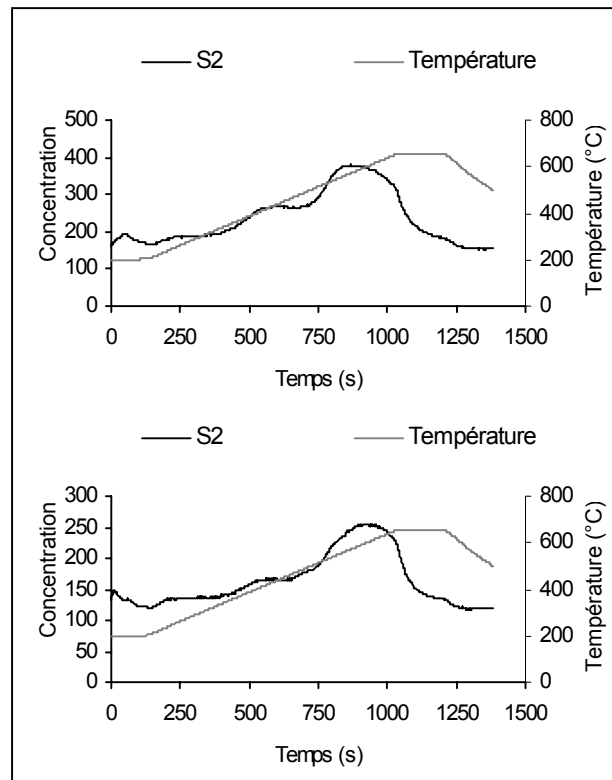 S2 Température
500 800
400 600
300 400
200 200
100 0
0
Concentration
Température (°C)
0 250 500 750 1000 1250 1500
Temps (s)
S2 Température
300 800
250 600
200 400
150 200
100 0
50
0
Concentration
Température (°C)
0 250 500 750 1000 1250 1500
Temps (s)